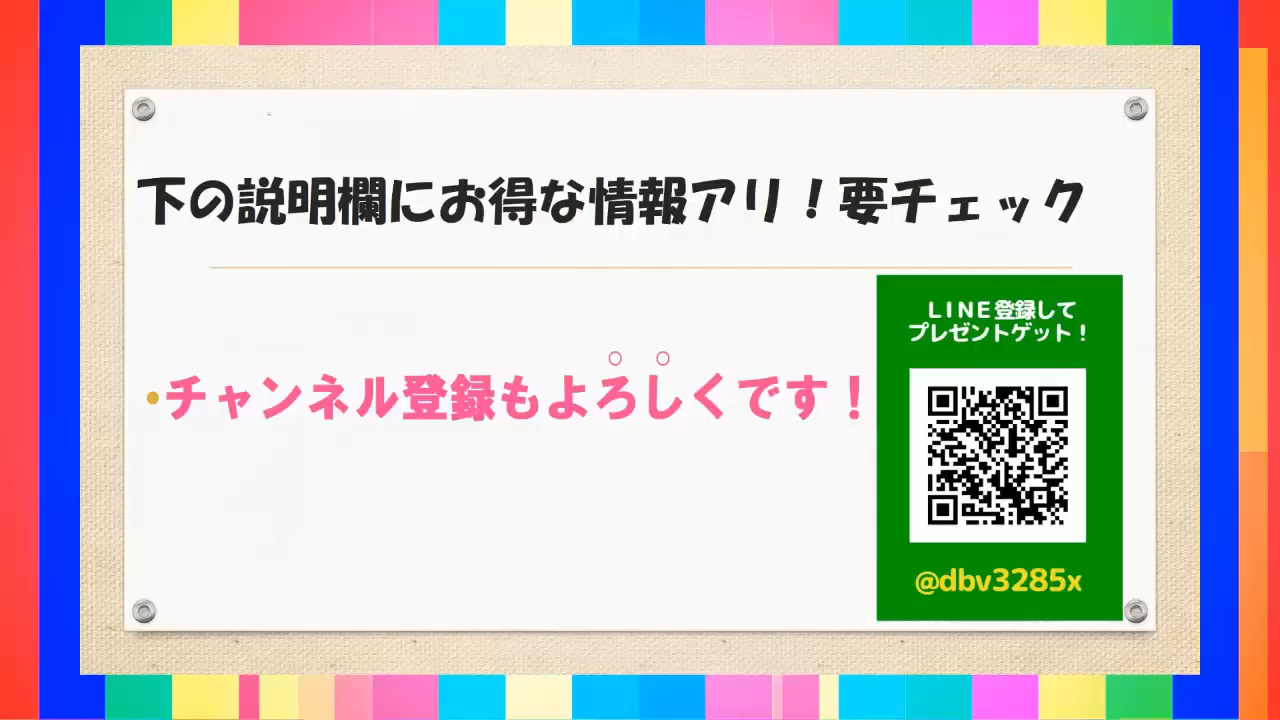 下の説明欄にお得な情報アリ！要チェック
•チャンネル登録もよろしくです！
LINE登録して
プレゼントゲット！
@dbv3285x